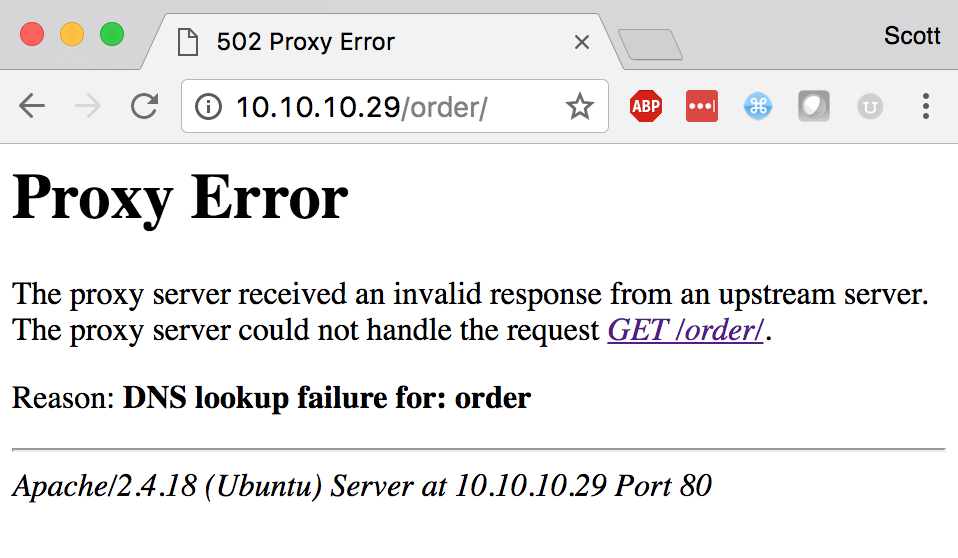 502 Proxy Error
Scott
10.10.10.29/order/
ABP
U
Proxy Error
The proxy server received an invalid response from an upstream server.
The proxy server could not handle the request GET /order/.
Reason: DNS lookup failure for: order
Apache/2.4.18 (Ubuntu) Server at 10.10.10.29 Port 80